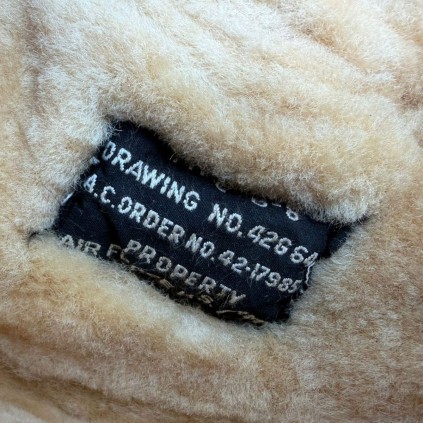 DRAWING NO. 42G64
A.C. ORDER NO. 42-17985
PROPERTY
AIR